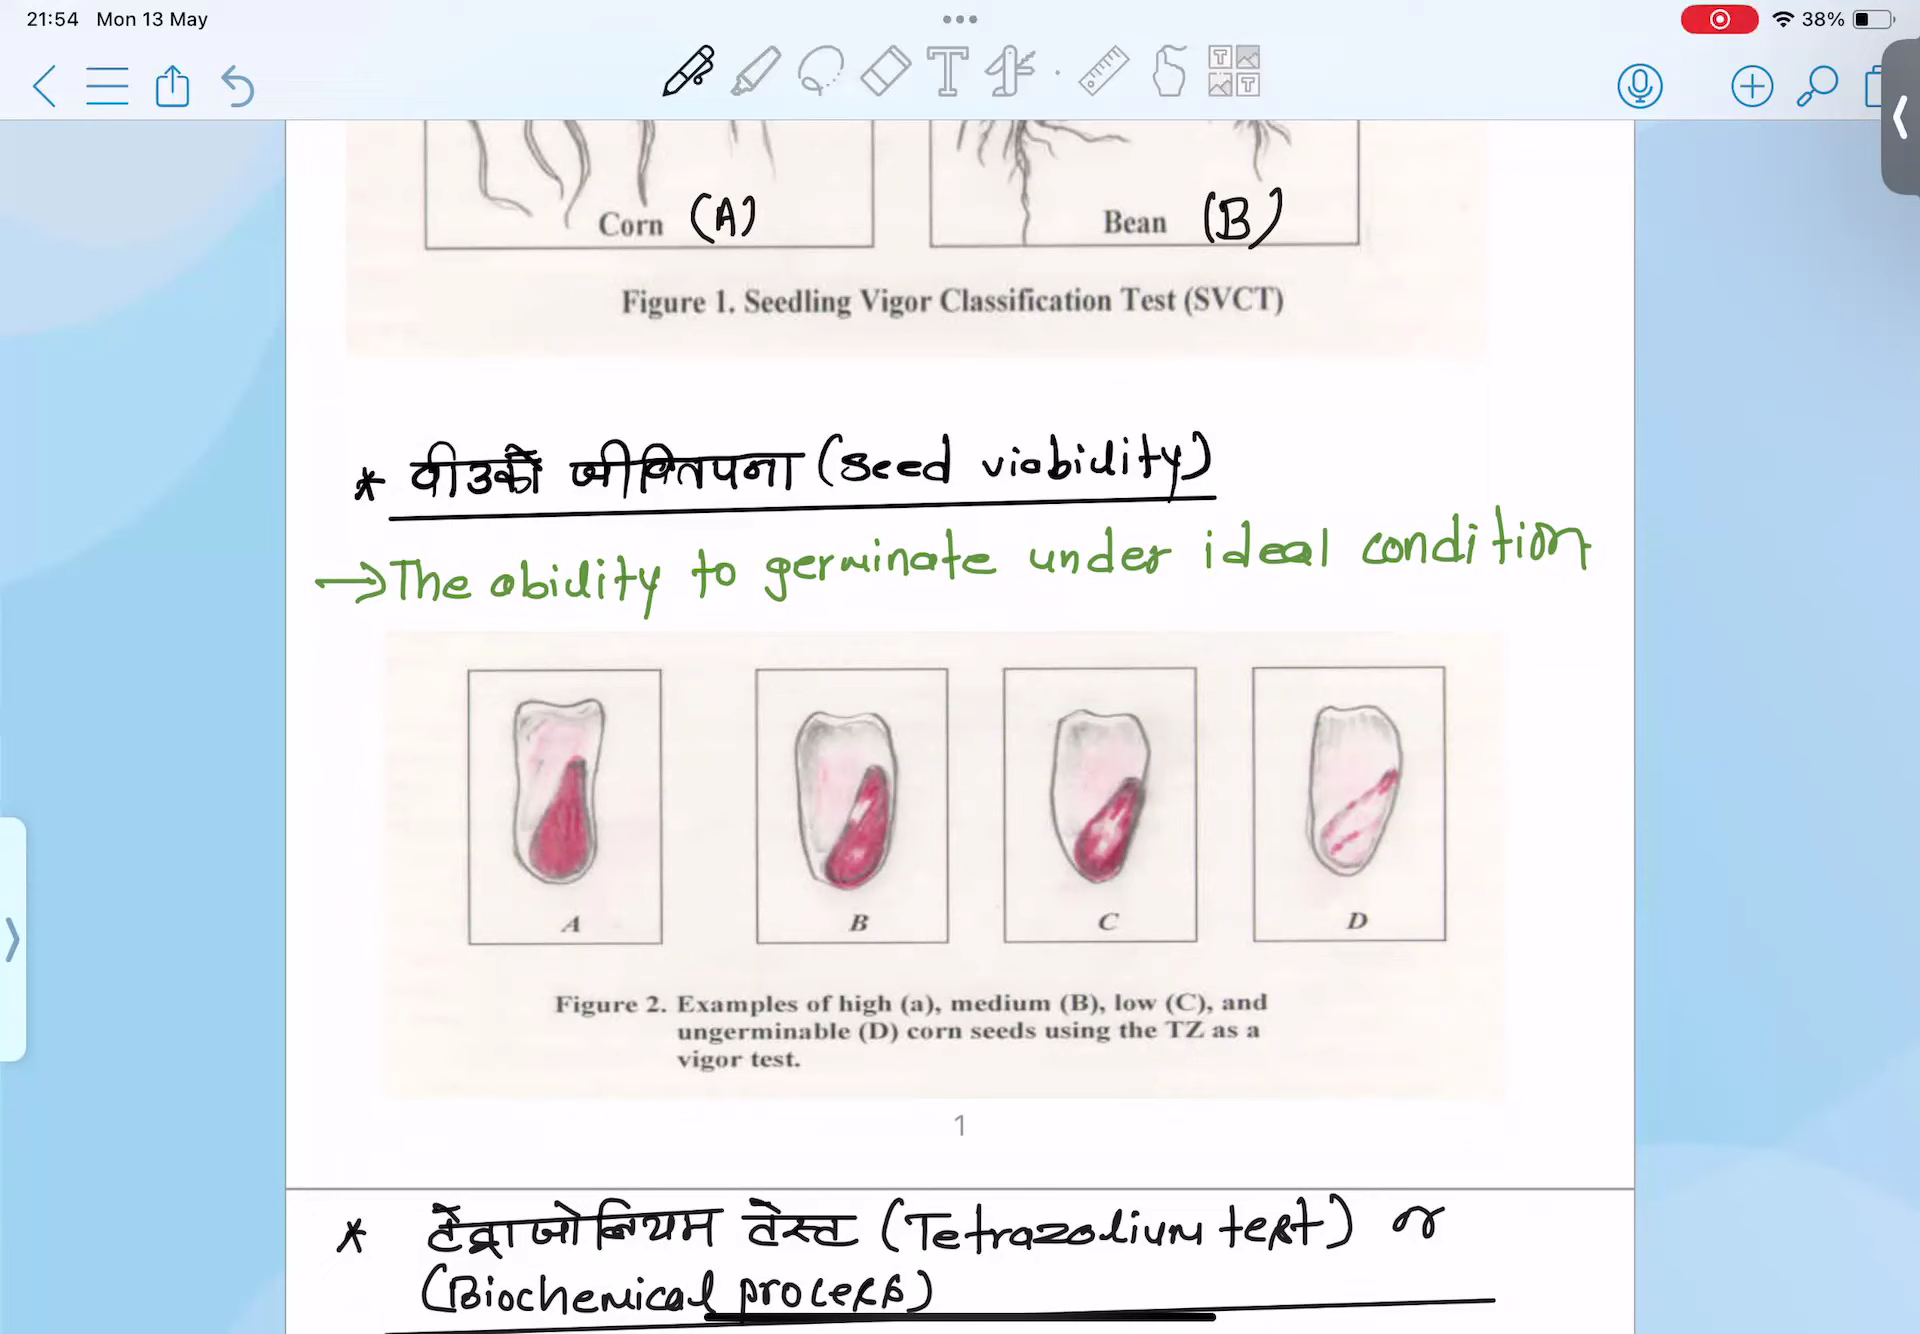 21:54 Mon 13 May
38%
Corn (A)
Bean (B)
Figure 1. Seedling Vigor Classification Test (SVCT)
* बीउको जीवितपना (seed viability)
→ The ability to germinate under ideal condition
A B C D
Figure 2. Examples of high (a), medium (B), low (C), and
ungerminable (D) corn seeds using the TZ as a
vigor test.
1
* टेट्राजोलियम टेस्ट (Tetrazolium test) or
(Biochemical process)